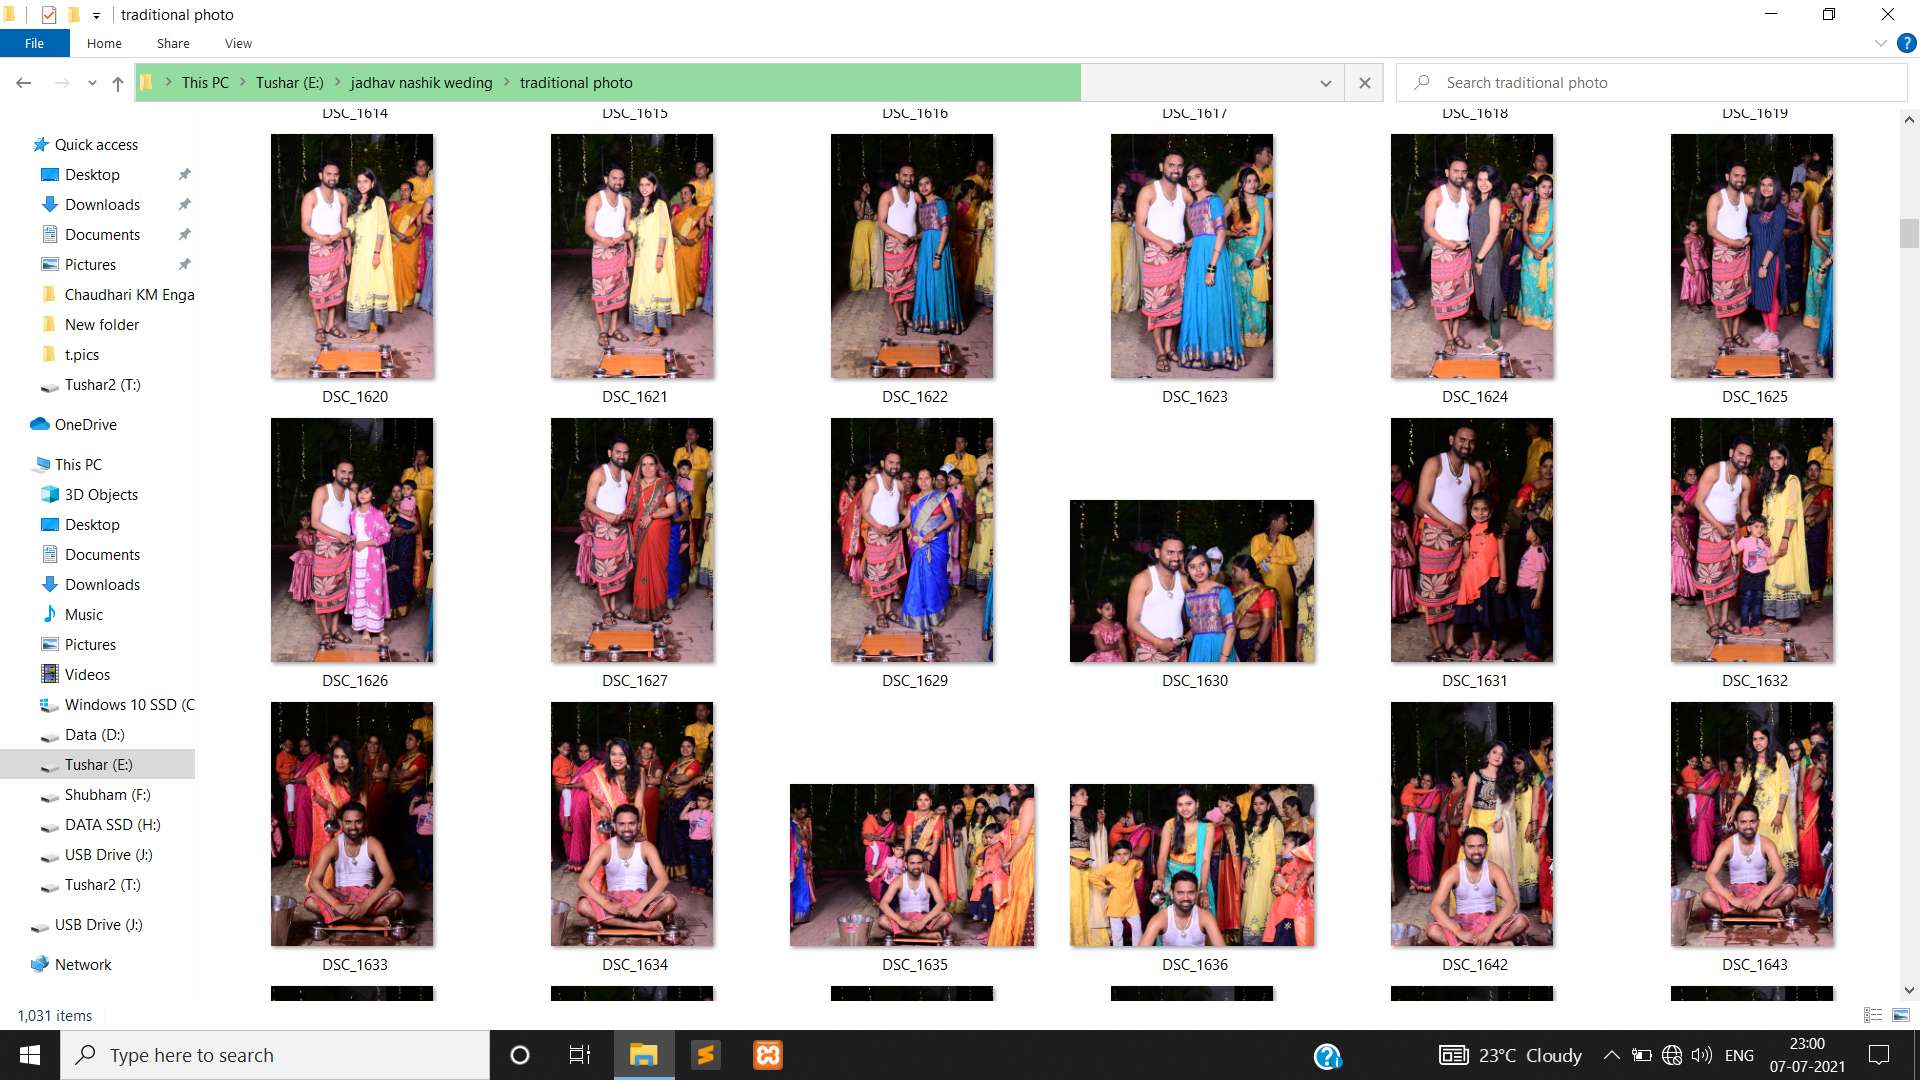 traditional photo
File Home Share View
This PC Tushar (E:) jadhav nashik weding traditional photo
Search traditional photo
DSC_1614 DSC_1615 DSC_1616 DSC_1617 DSC_1618 DSC_1619
Quick access
Desktop
Downloads
Documents
Pictures
Chaudhari KM Enga
New folder
t.pics
Tushar2 (T:)
OneDrive
This PC
3D Objects
Desktop
Documents
Downloads
Music
Pictures
Videos
Windows 10 SSD (C
Data (D:)
Tushar (E:)
Shubham (F:)
DATA SSD (H:)
USB Drive (J:)
Tushar2 (T:)
USB Drive (J:)
Network
DSC_1620 DSC_1621 DSC_1622 DSC_1623 DSC_1624 DSC_1625
DSC_1626 DSC_1627 DSC_1629 DSC_1630 DSC_1631 DSC_1632
DSC_1633 DSC_1634 DSC_1635 DSC_1636 DSC_1642 DSC_1643
1,031 items
Type here to search
23°C Cloudy
ENG
23:00
07-07-2021